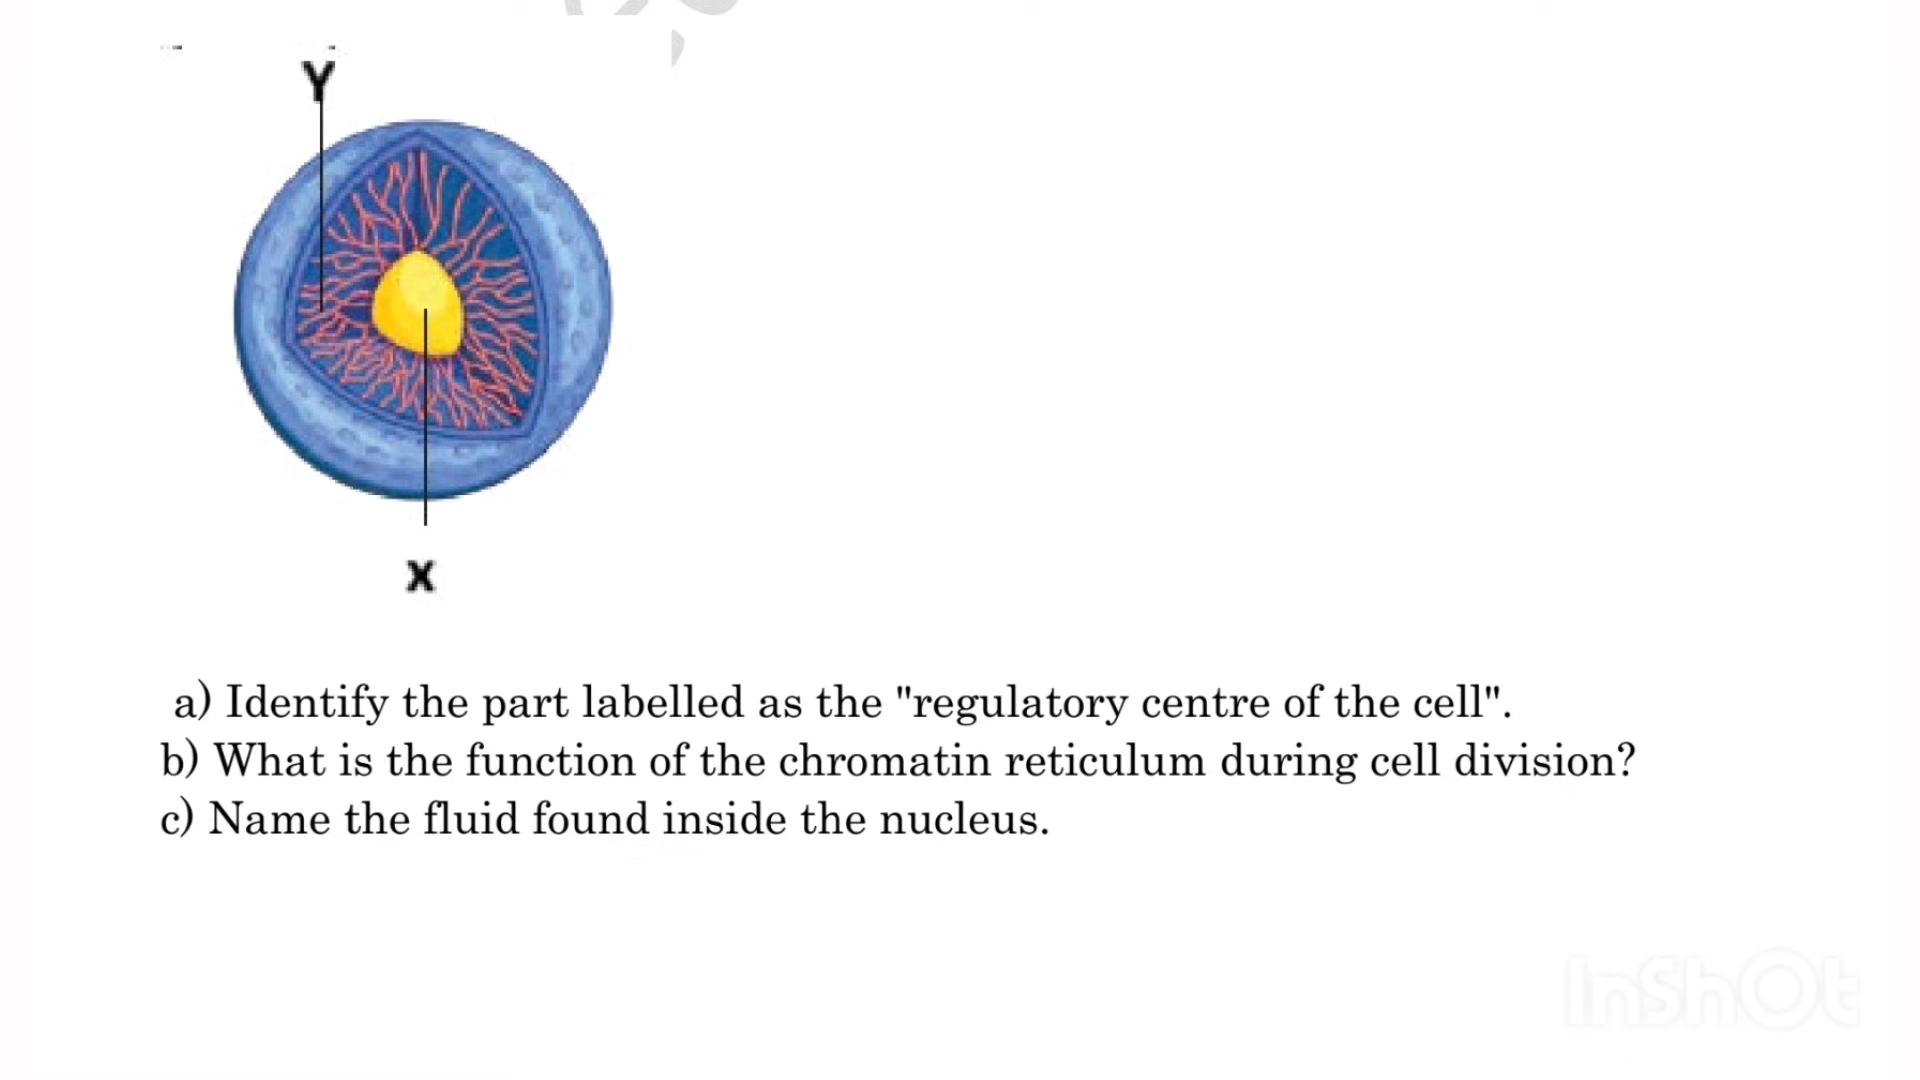 Y
X
a) Identify the part labelled as the "regulatory centre of the cell".
b) What is the function of the chromatin reticulum during cell division?
c) Name the fluid found inside the nucleus.
InShOt